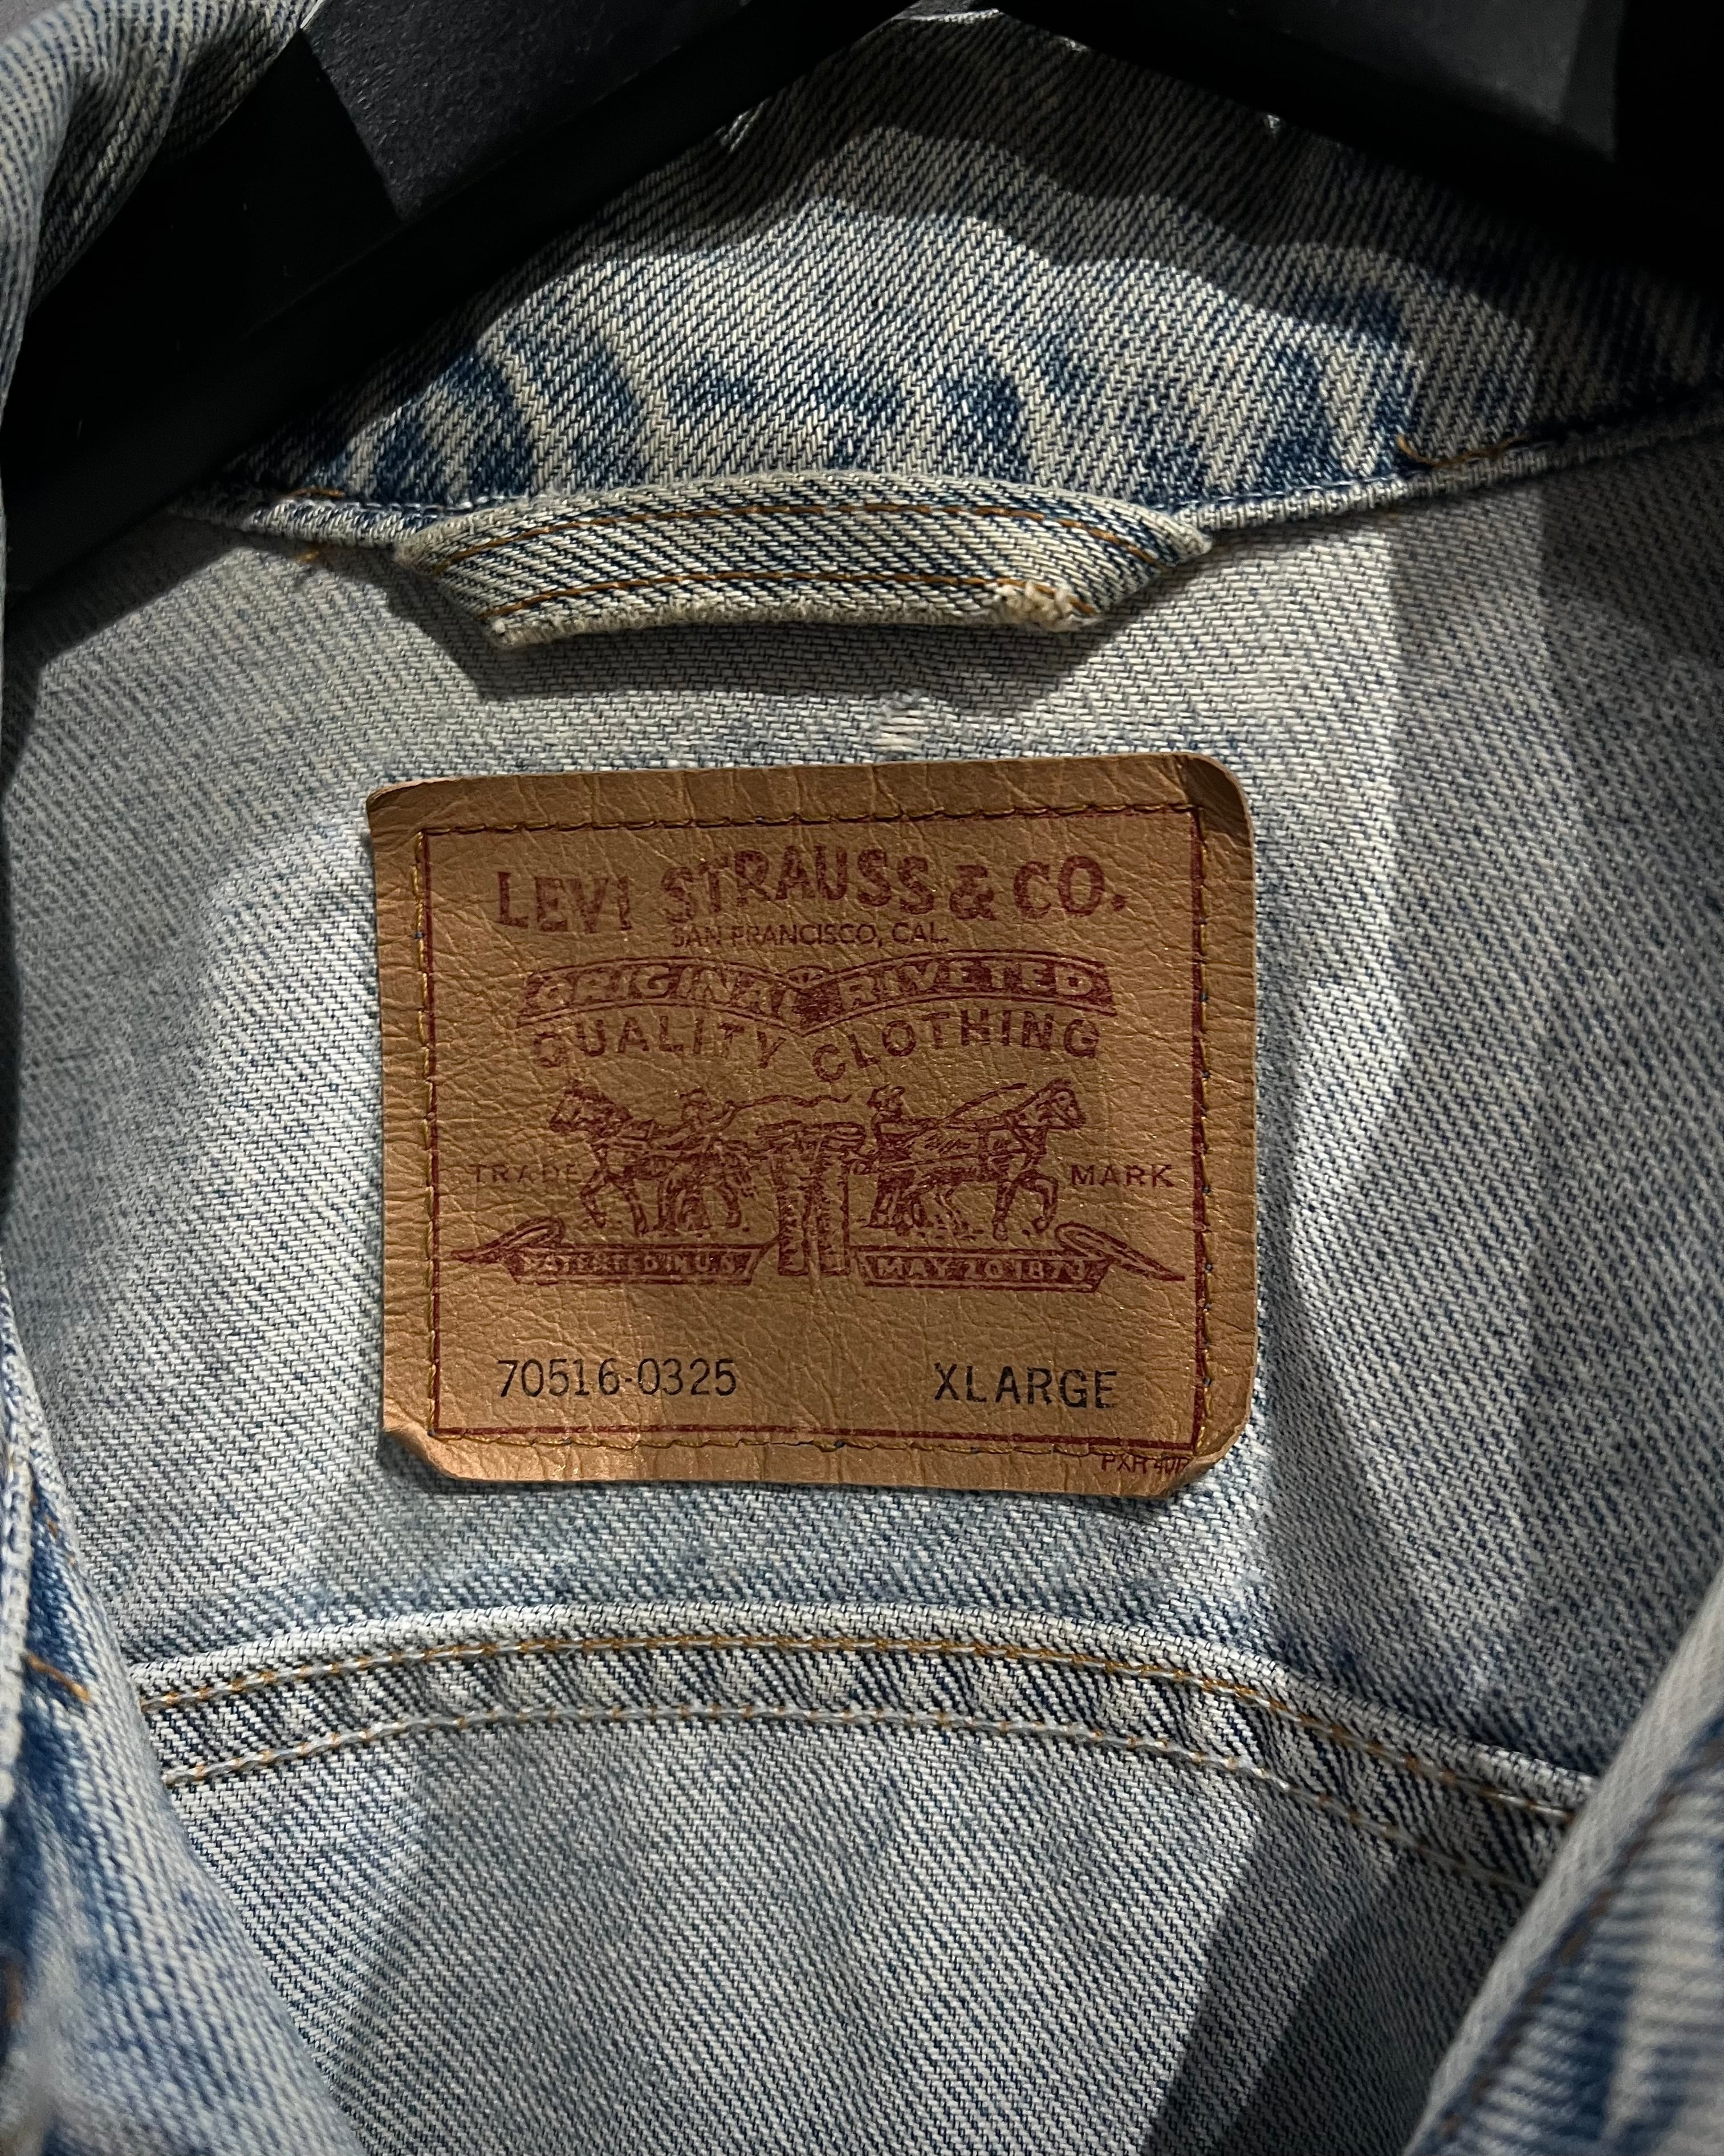 LEVI STRAUSS & CO.
SAN FRANCISCO, CAL.
ORIGINAL RIVETED
QUALITY CLOTHING
TRADE MARK
PATENTED IN U.S. MAY 20 1873
70516-0325 XLARGE